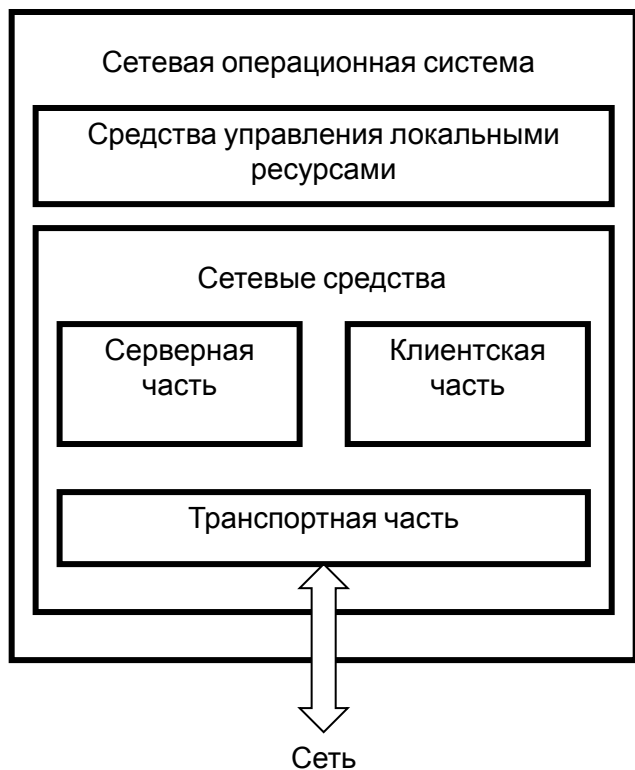 Сетевая операционная система
Средства управления локальными
ресурсами
Сетевые средства
Серверная
часть
Клиентская
часть
Транспортная часть
Сеть